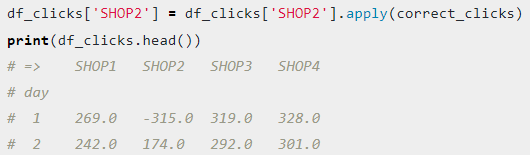 df_clicks['SHOP2'] = df_clicks['SHOP2'].apply(correct_clicks)
print(df_clicks.head())
# => SHOP1 SHOP2 SHOP3 SHOP4
# day
# 1 269.0 -315.0 319.0 328.0
# 2 242.0 174.0 292.0 301.0